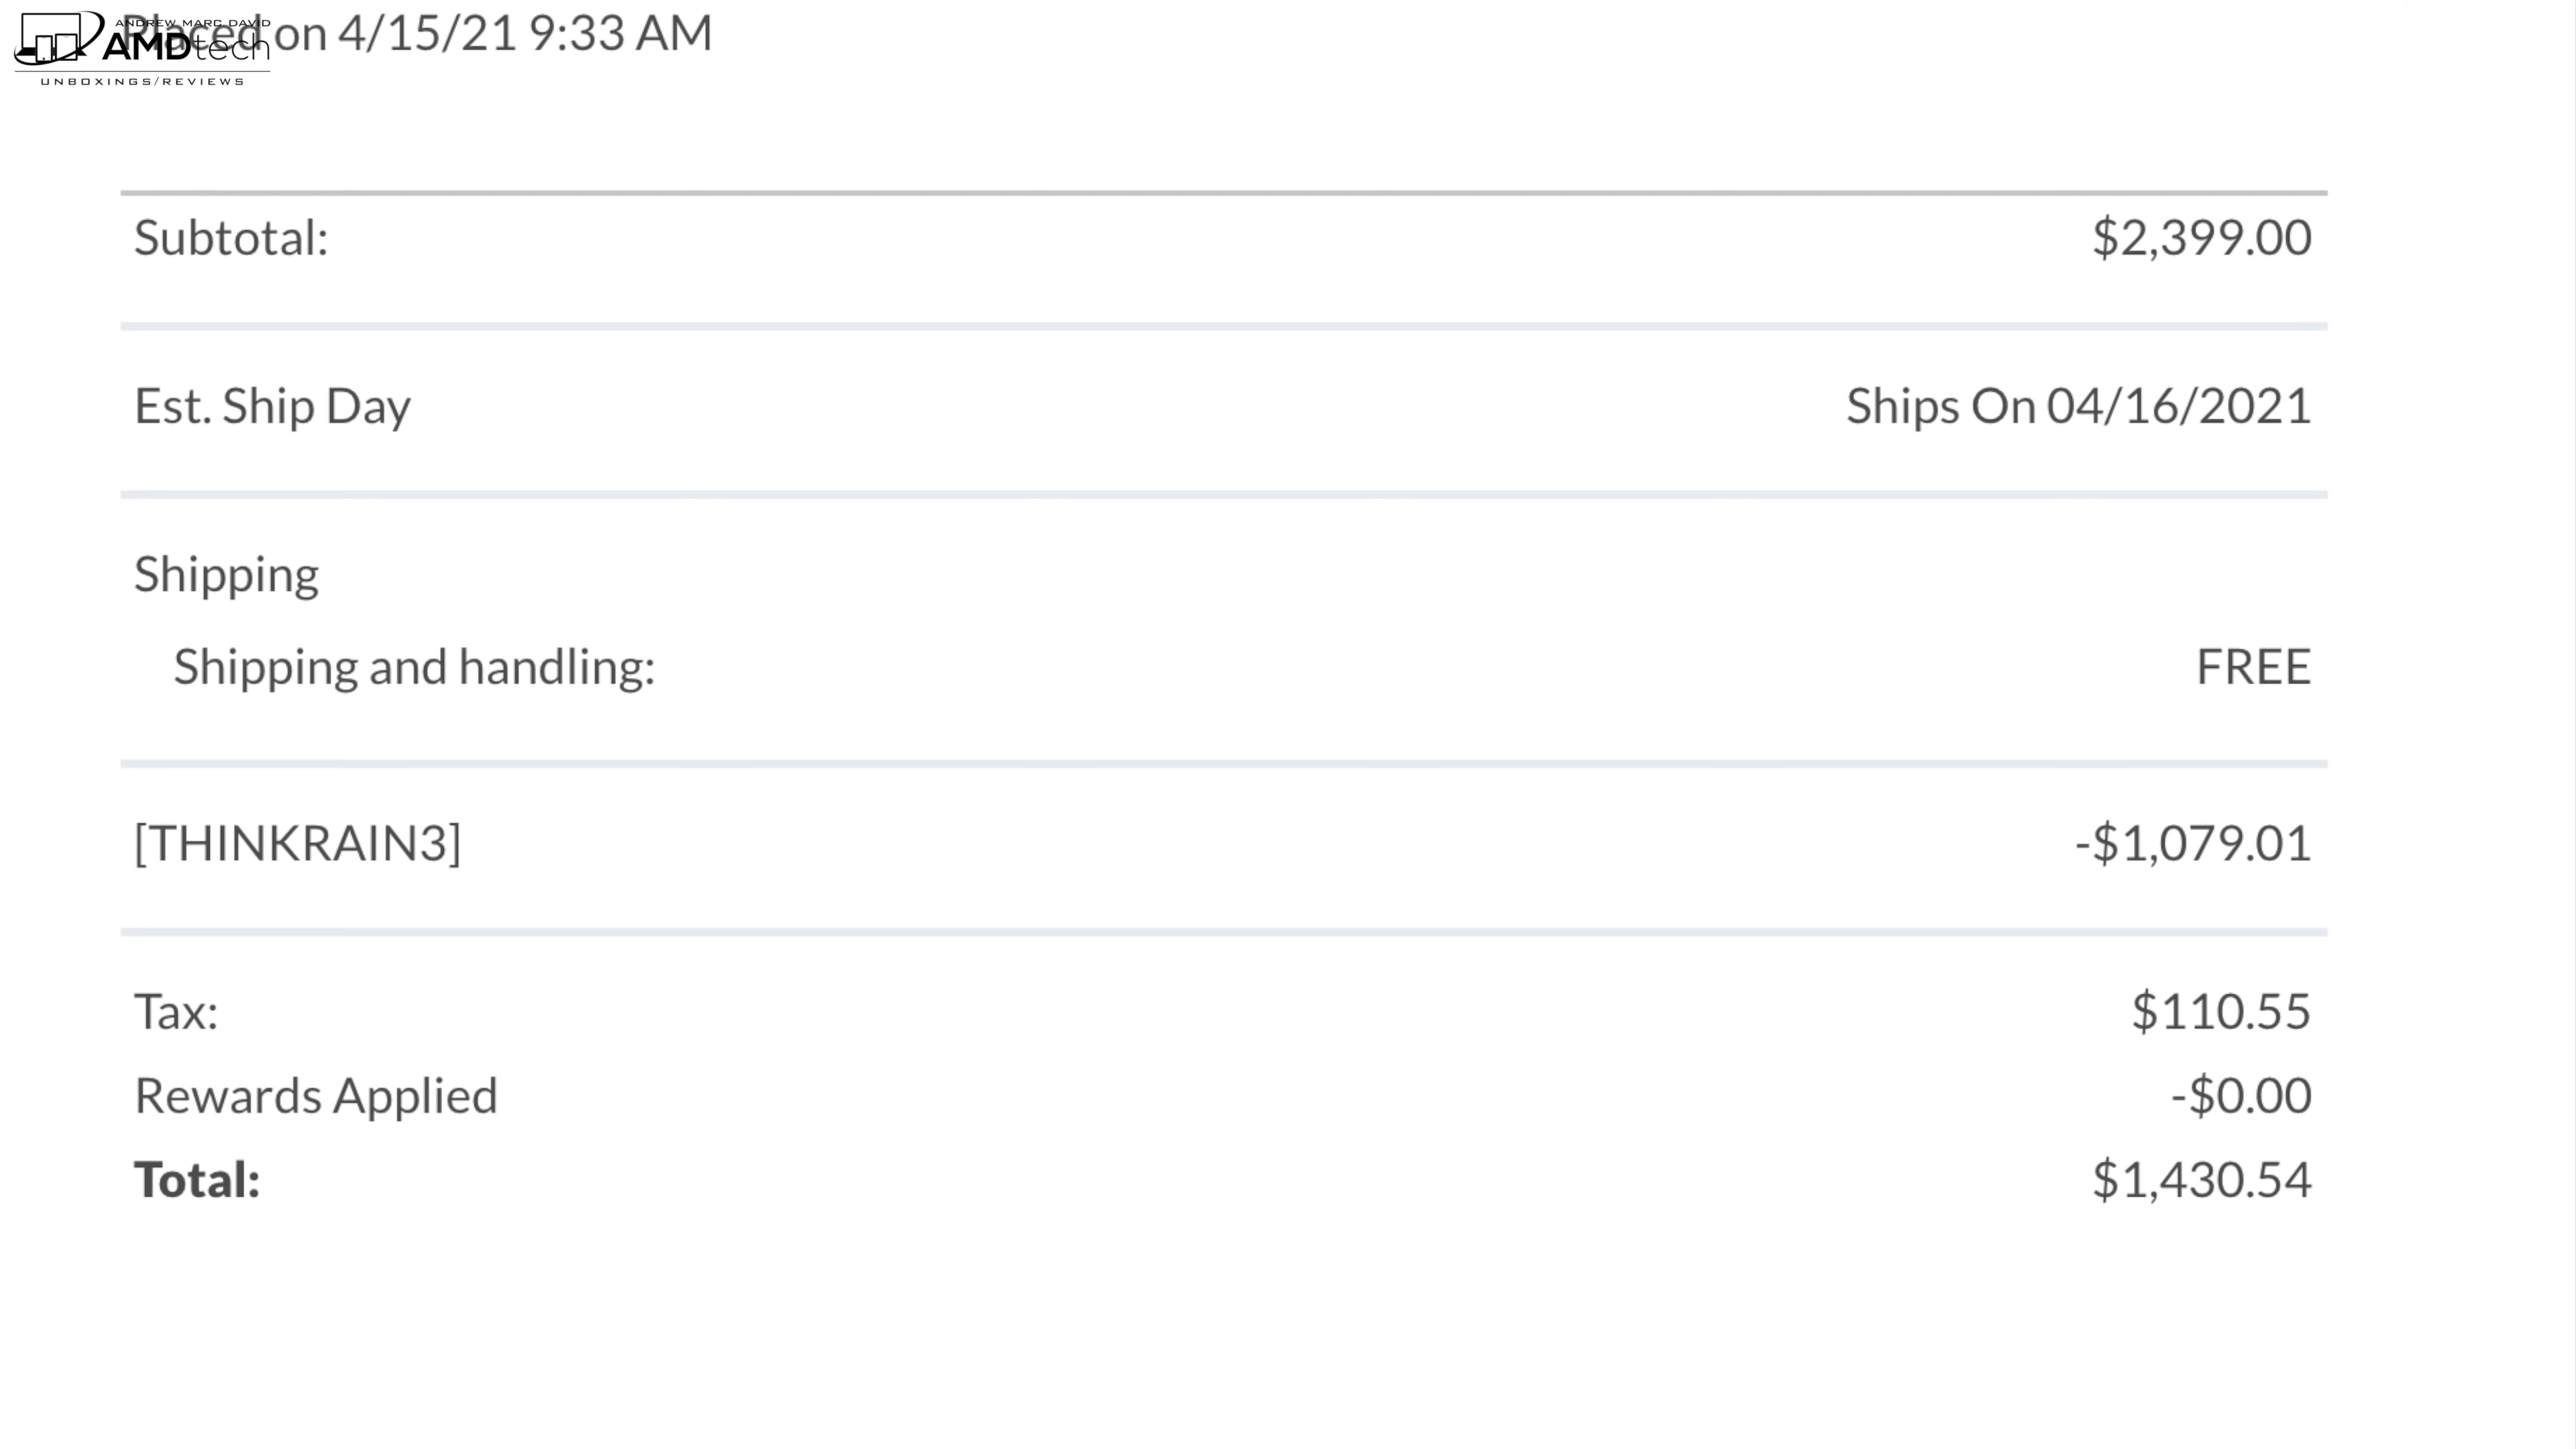 Placed on 4/15/21 9:33 AM
ANDREW MARC DAVID
AMDtech
UNBOXINGS/REVIEWS
Subtotal: $2,399.00
Est. Ship Day Ships On 04/16/2021
Shipping
Shipping and handling: FREE
[THINKRAIN3] -$1,079.01
Tax: $110.55
Rewards Applied -$0.00
Total: $1,430.54